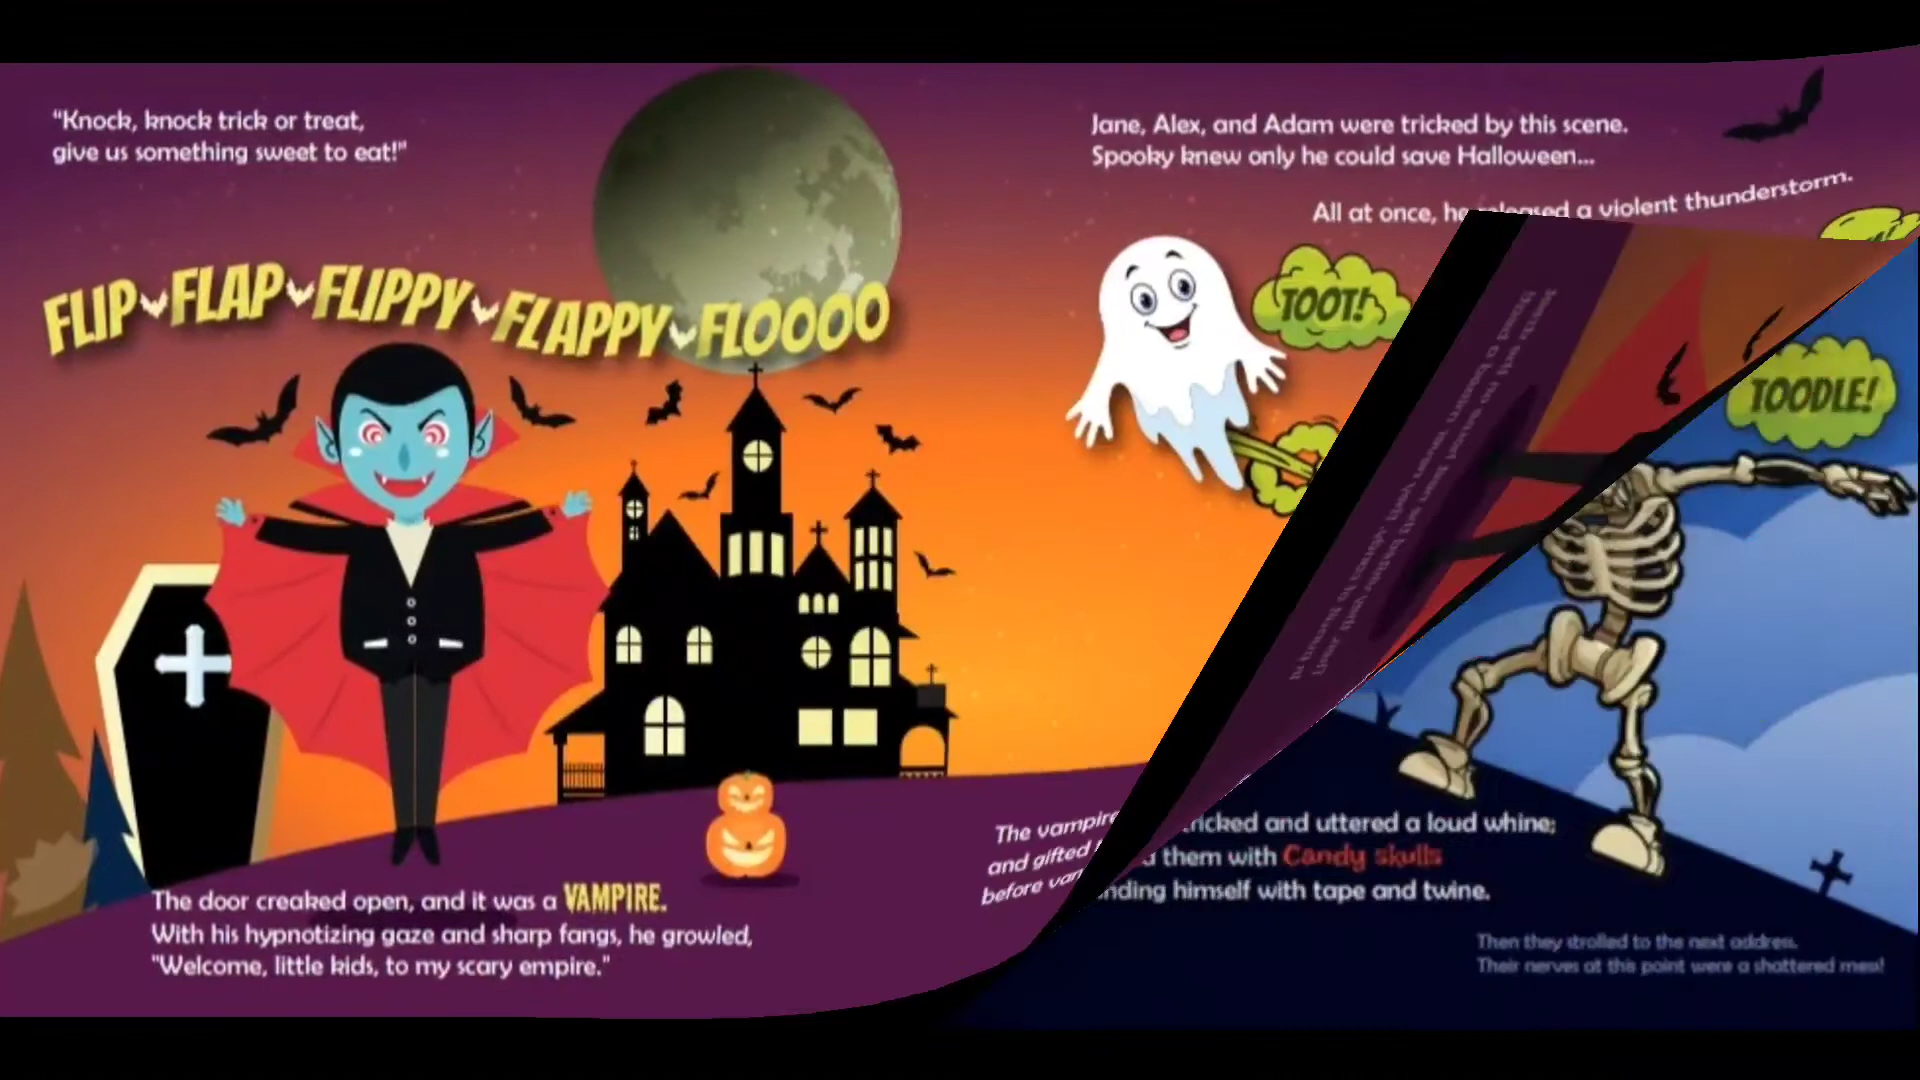 "Knock, knock trick or treat,
give us something sweet to eat!"
FLIP FLAP FLIPPY FLAPPY FLOOOO
The door creaked open, and it was a VAMPIRE.
With his hypnotizing gaze and sharp fangs, he growled,
"Welcome, little kids, to my scary empire."
Jane, Alex, and Adam were tricked by this scene.
Spooky knew only he could save Halloween...
All at once, he released a violent thunderstorm.
TOOT!
TOODLE!
The vampire
and gifted
before
and uttered a loud whine;
them with Candy skulls
himself with tape and twine.
Then they strolled to the next address.
Their nerves at this point were a shattered mess!